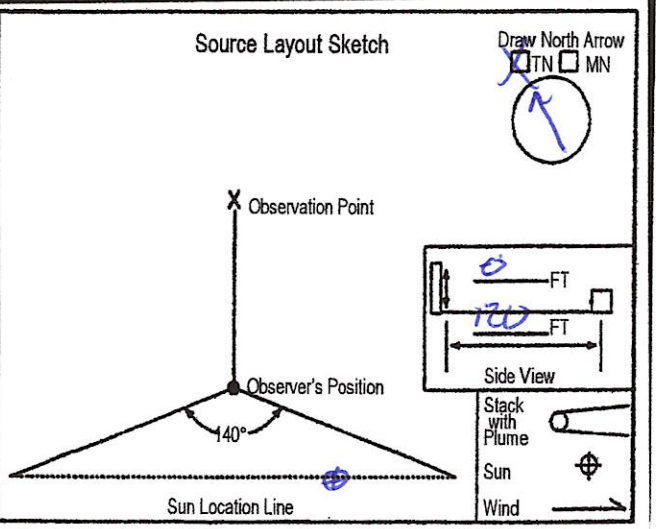 Source Layout Sketch
Draw North Arrow
TN MN
X Observation Point
0 FT
120 FT
Side View
Observer's Position
140°
Stack
with
Plume
Sun
Sun Location Line
Wind